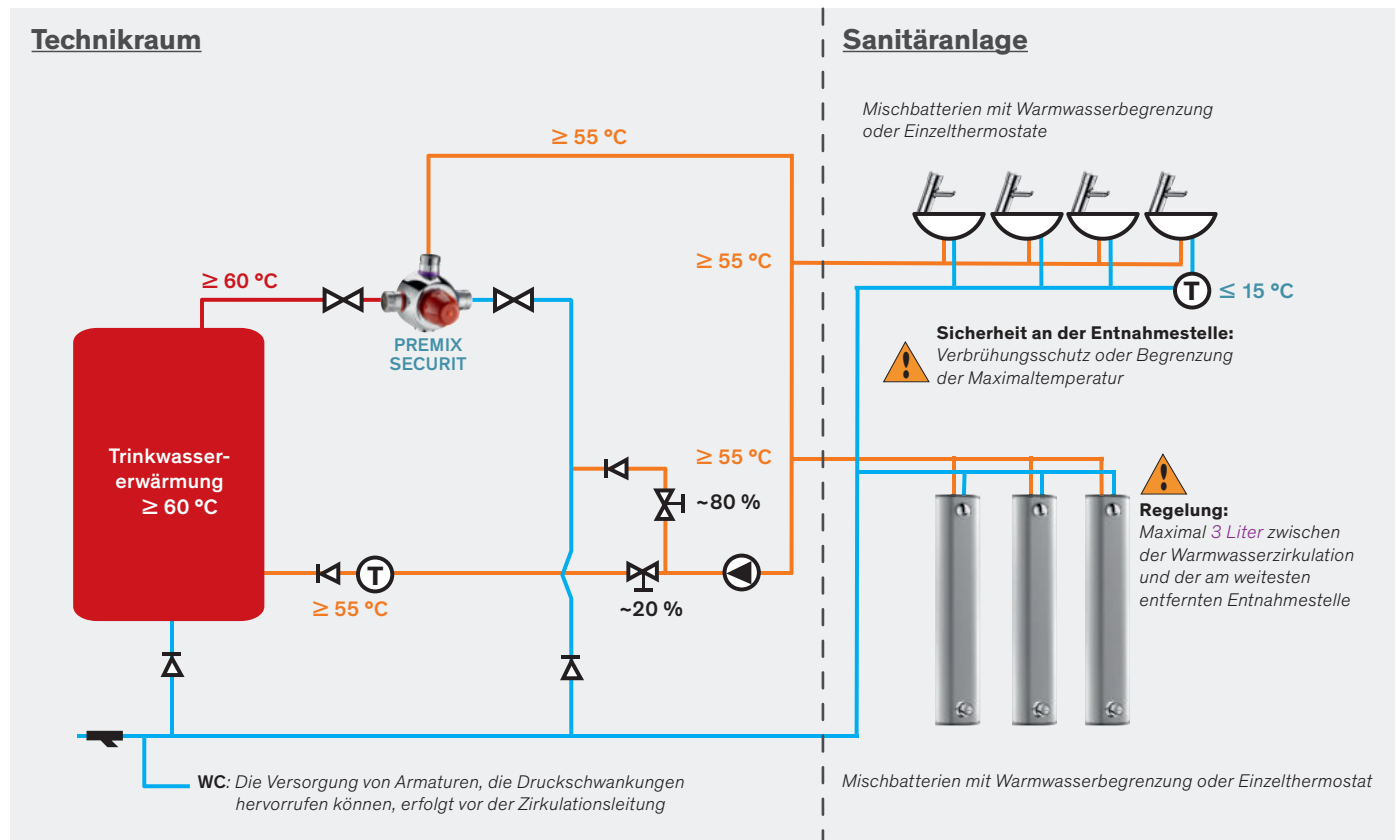 Technikraum
Sanitäranlage
Mischbatterien mit Warmwasserbegrenzung
oder Einzelthermostate
≥ 55 °C
≥ 60 °C
≥ 55 °C
T
≤ 15 °C
PREMIX
SECURIT
Sicherheit an der Entnahmestelle:
Verbrühungsschutz oder Begrenzung
der Maximaltemperatur
!
Trinkwasser-
erwärmung
≥ 60 °C
≥ 55 °C
~80 %
!
Regelung:
Maximal 3 Liter zwischen
der Warmwasserzirkulation
und der am weitesten
entfernten Entnahmestelle
T
≥ 55 °C
~20 %
WC: Die Versorgung von Armaturen, die Druckschwankungen
hervorrufen können, erfolgt vor der Zirkulationsleitung
Mischbatterien mit Warmwasserbegrenzung oder Einzelthermostat